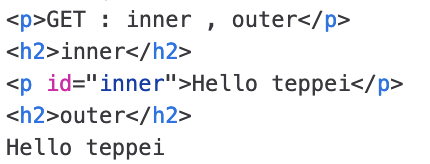 <p>GET : inner , outer</p>
<h2>inner</h2>
<p id="inner">Hello teppei</p>
<h2>outer</h2>
Hello teppei